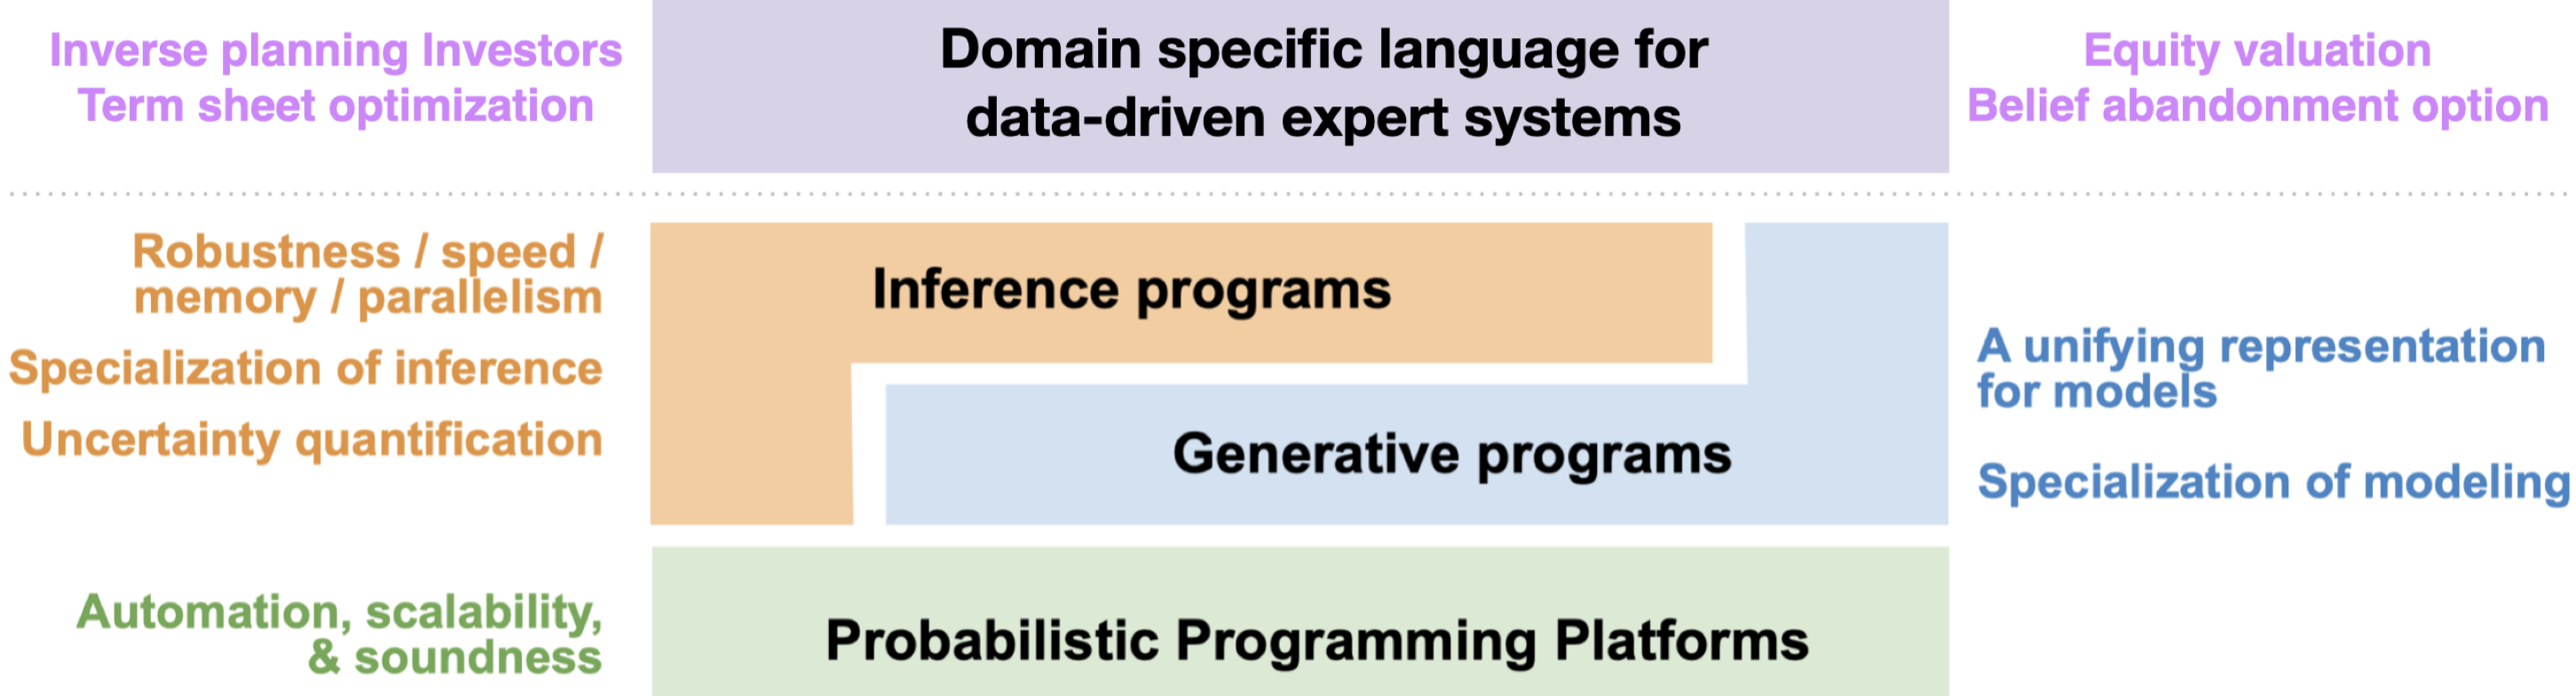 Inverse planning Investors
Term sheet optimization
Domain specific language for
data-driven expert systems
Equity valuation
Belief abandonment option
Robustness / speed /
memory / parallelism
Specialization of inference
Uncertainty quantification
Inference programs
Generative programs
A unifying representation
for models
Specialization of modeling
Automation, scalability,
& soundness
Probabilistic Programming Platforms